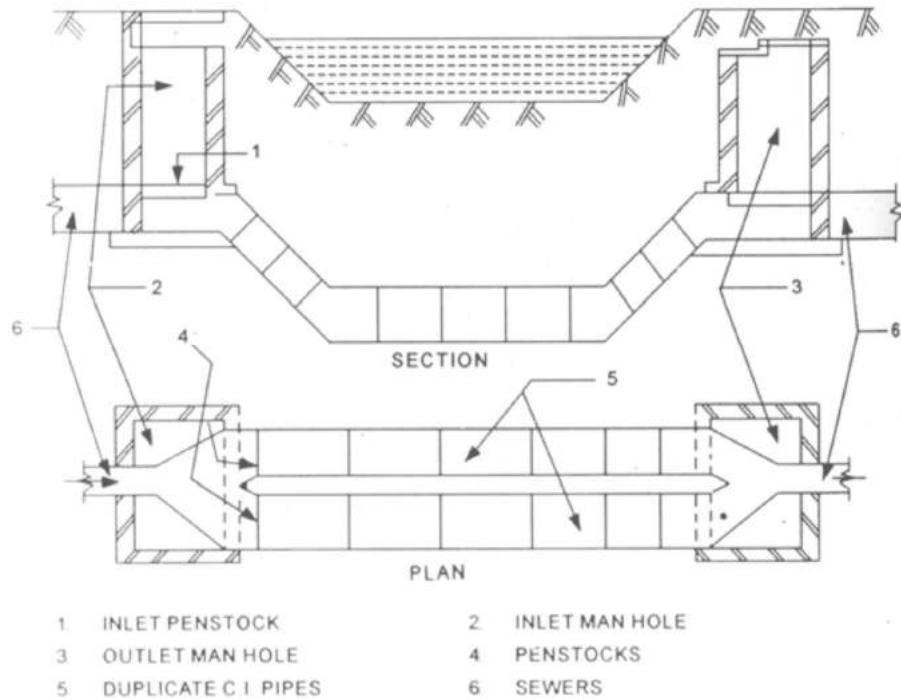 1
2
3
6
6
4
SECTION
5
PLAN
1 INLET PENSTOCK
2 INLET MAN HOLE
3 OUTLET MAN HOLE
4 PENSTOCKS
5 DUPLICATE C.I. PIPES
6 SEWERS